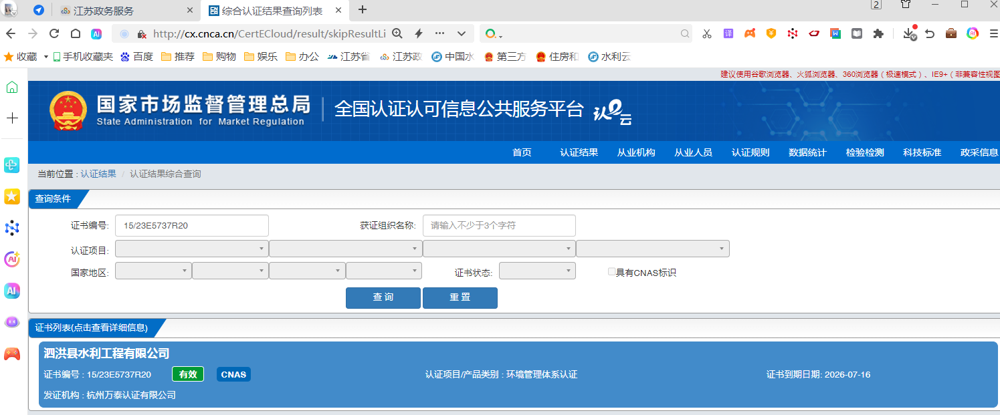 江苏政务服务 综合认证结果查询列表 2
http://cx.cnca.cn/CertECloud/result/skipResultLi
收藏 手机收藏夹 百度 推荐 购物 娱乐 办公 江苏省 江苏政 中国水 第三方 住房和 水利云
建议使用谷歌浏览器、火狐浏览器、360浏览器（极速模式）、IE9+（非兼容性视图
国家市场监督管理总局 全国认证认可信息公共服务平台 认e云
State Administration for Market Regulation
首页 认证结果 从业机构 从业人员 认证规则 数据统计 检验检测 科技标准 政采信息
当前位置 : 认证结果 / 认证结果综合查询
查询条件
证书编号: 15/23E5737R20 获证组织名称: 请输入不少于3个字符
认证项目:
国家地区: 证书状态: 具有CNAS标识
查 询 重 置
证书列表(点击查看详细信息)
泗洪县水利工程有限公司
证书编号 : 15/23E5737R20 有效 CNAS 认证项目/产品类别 : 环境管理体系认证 证书到期日期: 2026-07-16
发证机构 : 杭州万泰认证有限公司